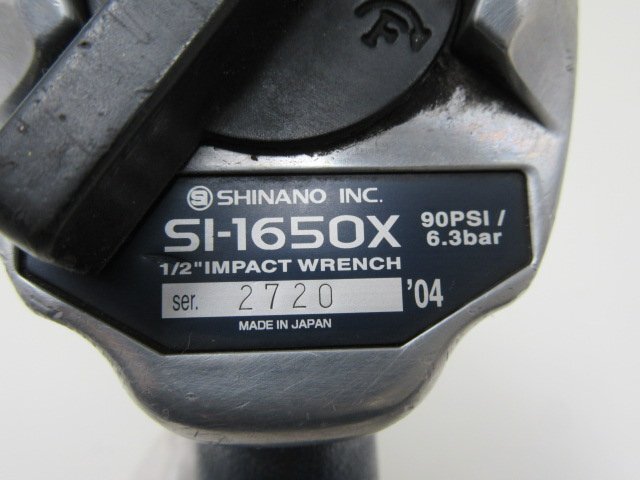 F
SHINANO INC.
SI-1650X
90PSI /
6.3bar
1/2" IMPACT WRENCH
ser. 2720 '04
MADE IN JAPAN